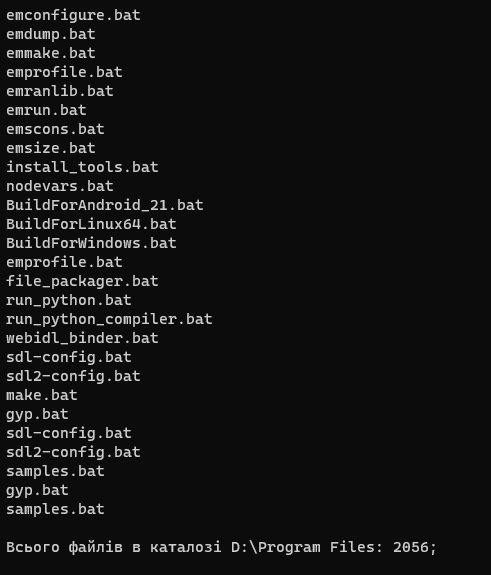 emconfigure.bat
emdump.bat
emmake.bat
emprofile.bat
emranlib.bat
emrun.bat
emscons.bat
emsize.bat
install_tools.bat
nodevars.bat
BuildForAndroid_21.bat
BuildForLinux64.bat
BuildForWindows.bat
emprofile.bat
file_packager.bat
run_python.bat
run_python_compiler.bat
webidl_binder.bat
sdl-config.bat
sdl2-config.bat
make.bat
gyp.bat
sdl-config.bat
sdl2-config.bat
samples.bat
gyp.bat
samples.bat
Всього файлів в каталозі D:\Program Files: 2056;